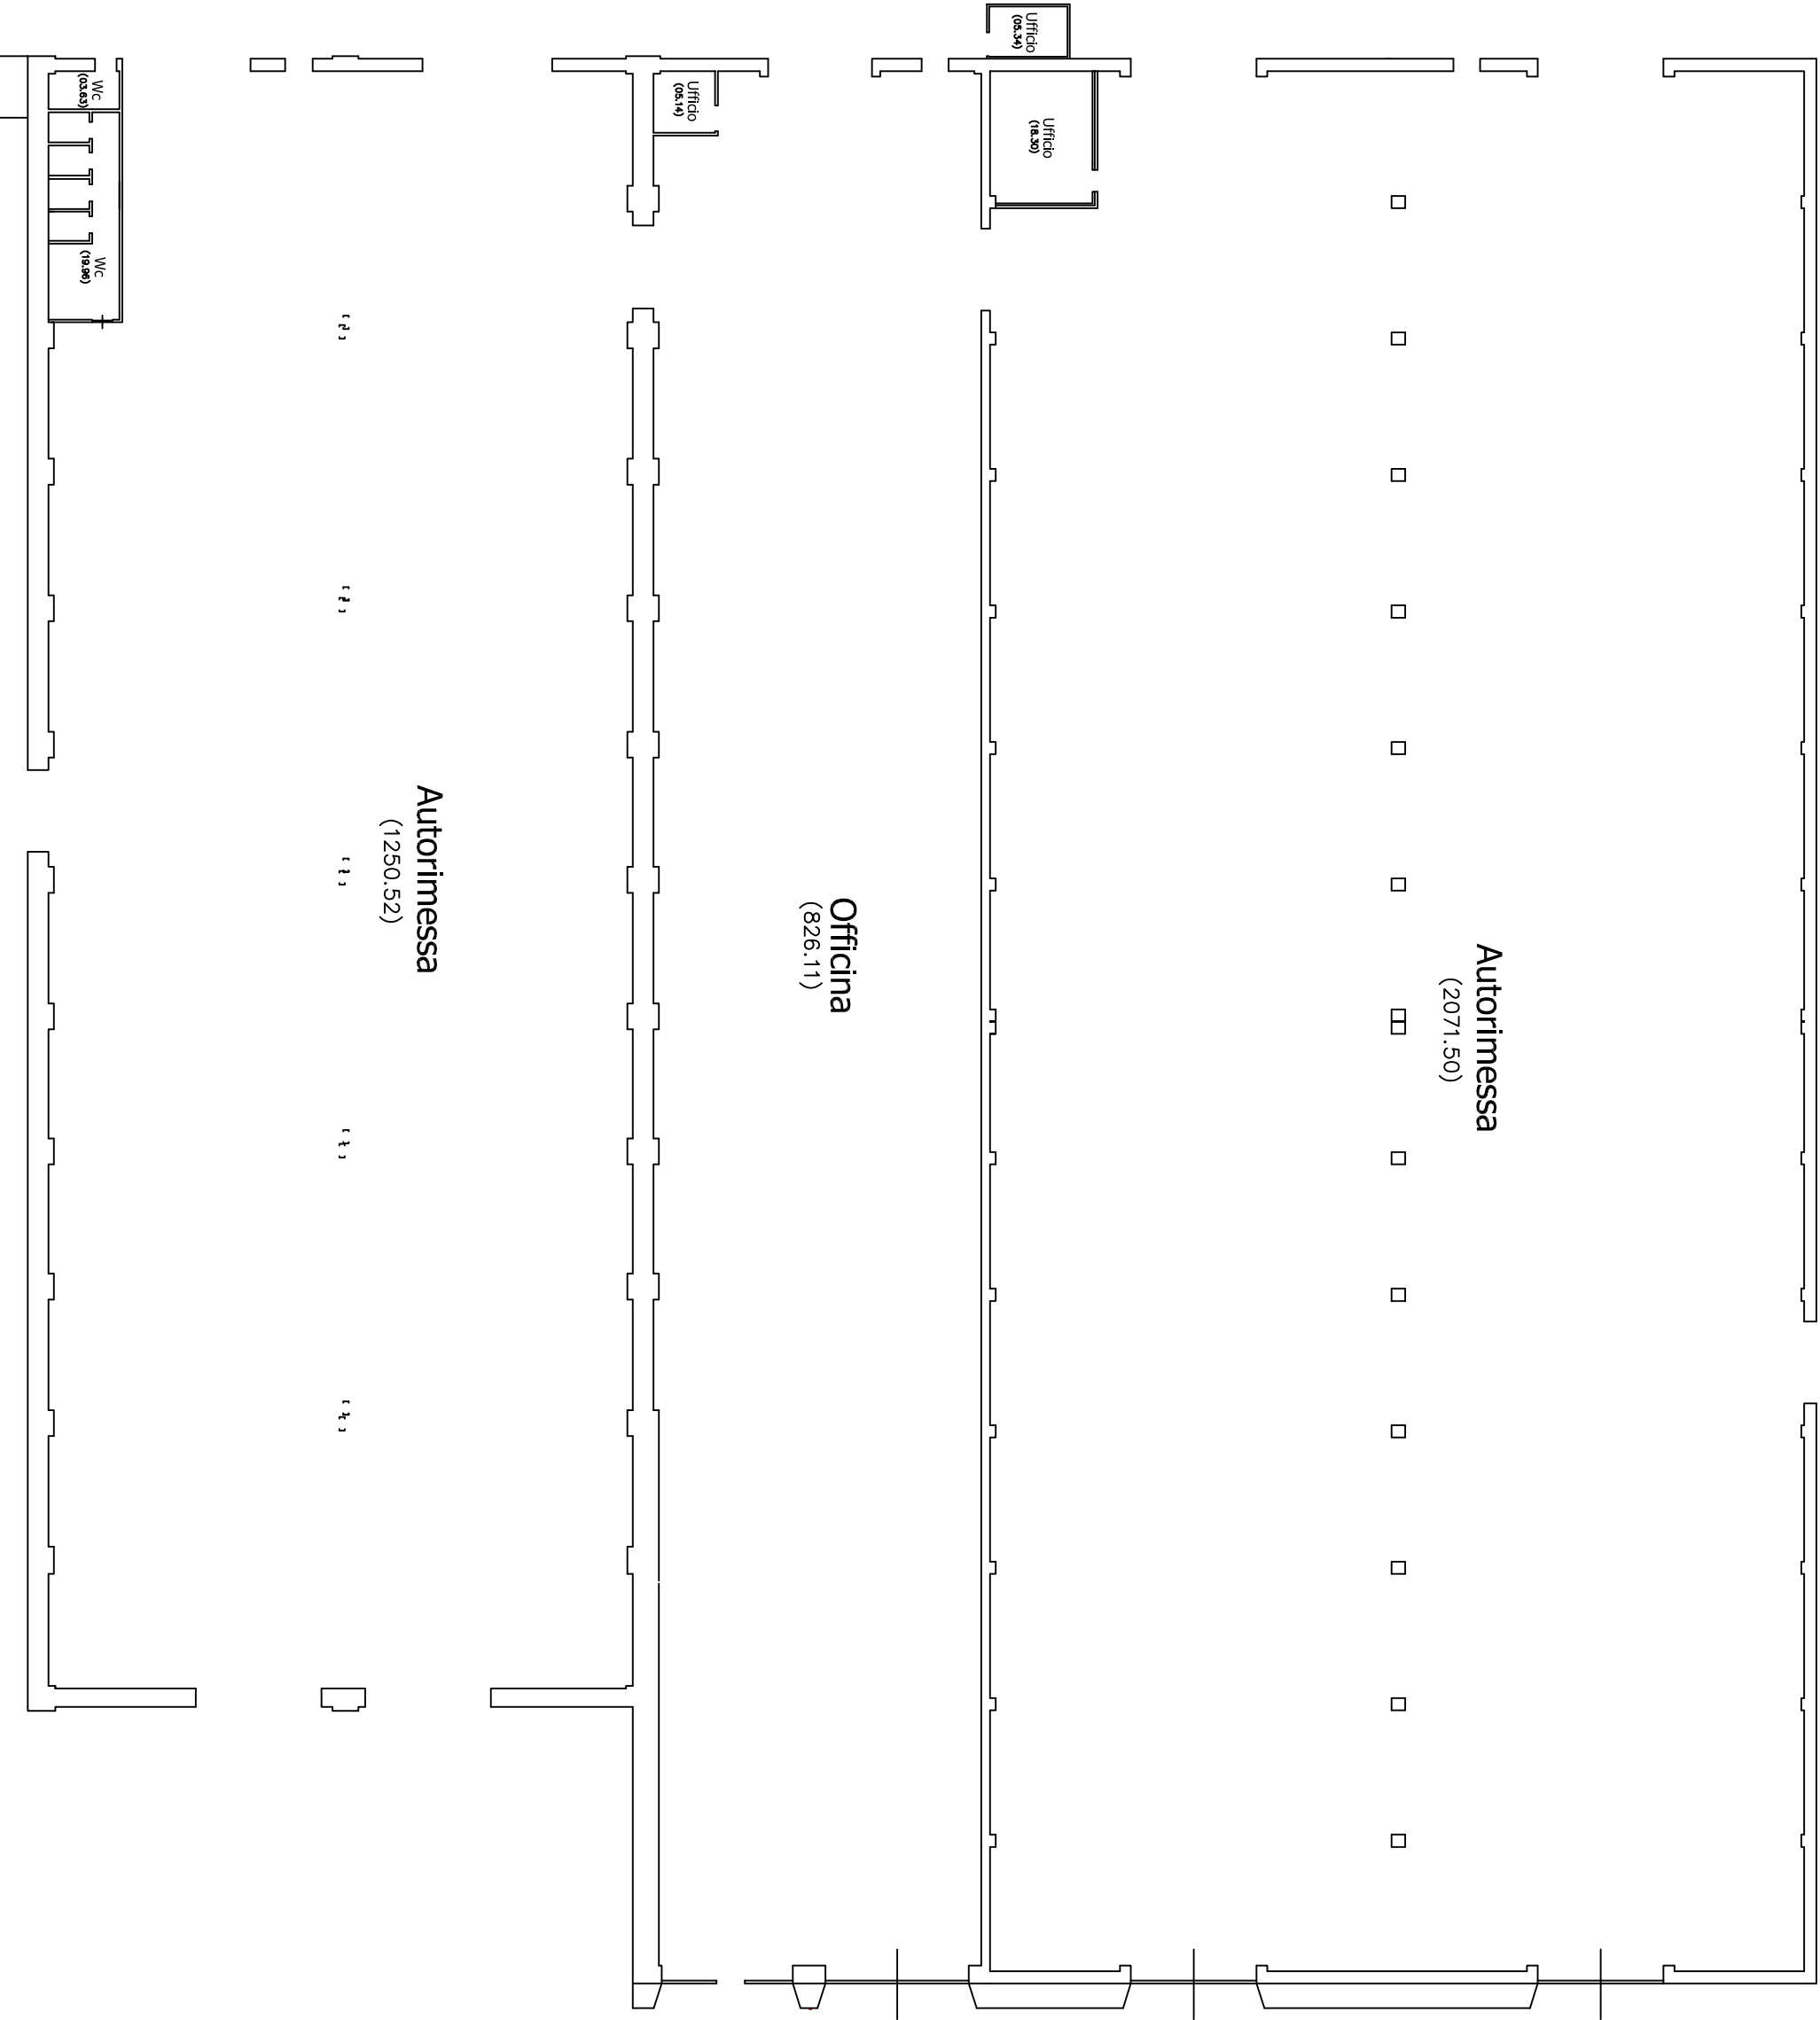 Ufficio
(05.34)
Wc
(03.63)
Ufficio
(05.14)
Ufficio
(18.30)
Wc
(19.96)
Autorimessa
(1250.52)
Officina
(826.11)
Autorimessa
(2071.50)